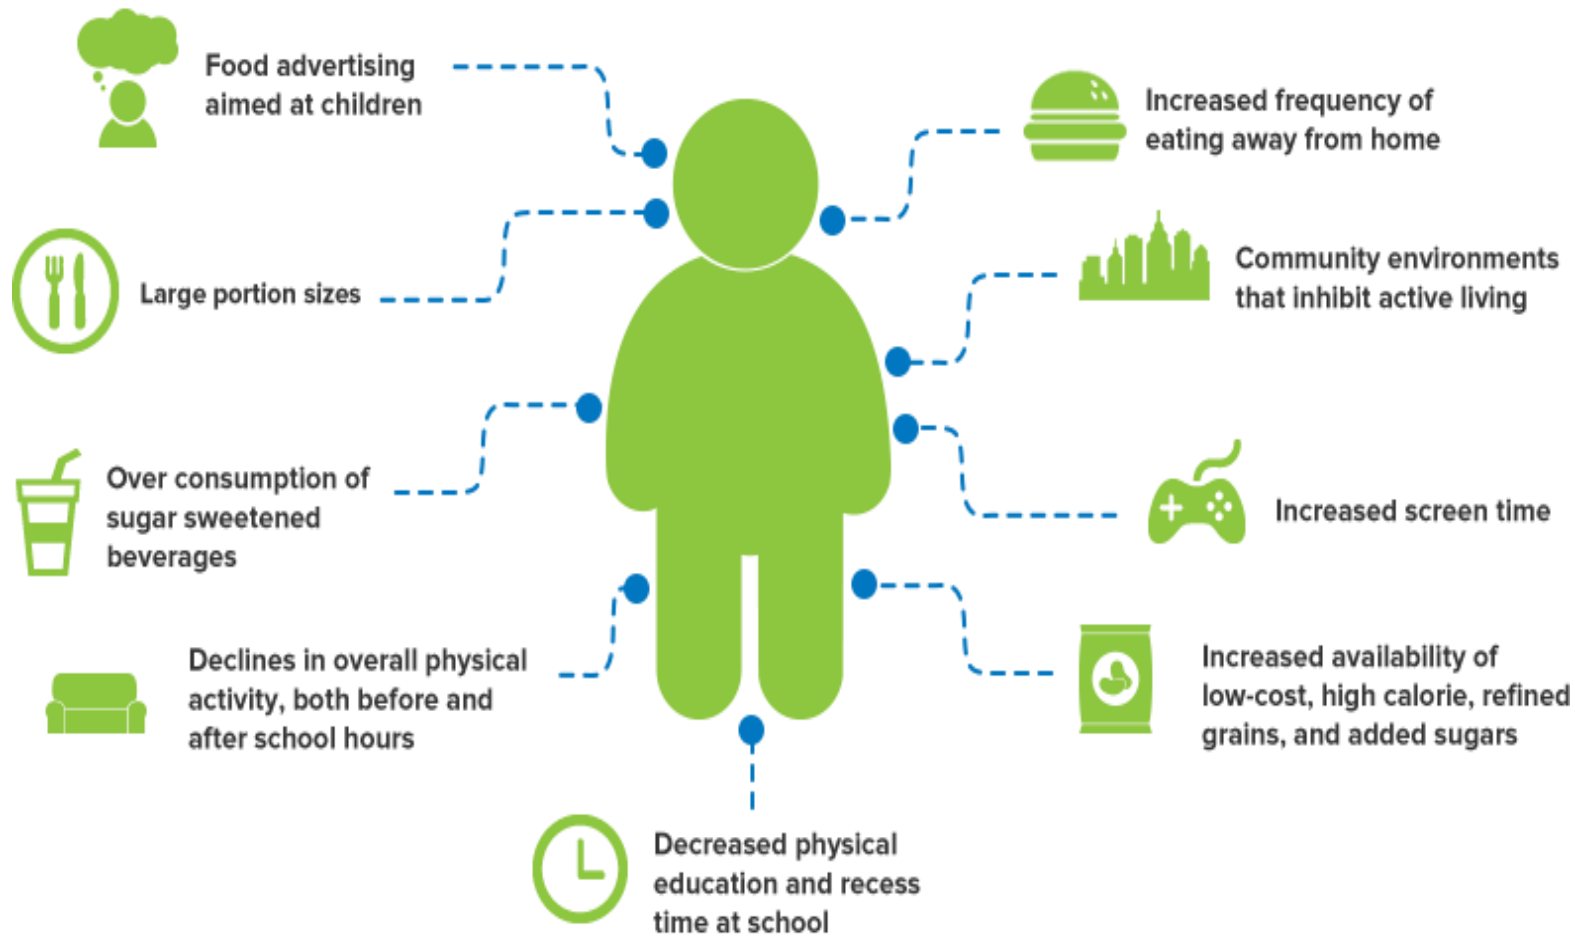 Food advertising
aimed at children
Increased frequency of
eating away from home
Large portion sizes
Community environments
that inhibit active living
Over consumption of
sugar sweetened
beverages
Increased screen time
Declines in overall physical
activity, both before and
after school hours
Increased availability of
low-cost, high calorie, refined
grains, and added sugars
Decreased physical
education and recess
time at school